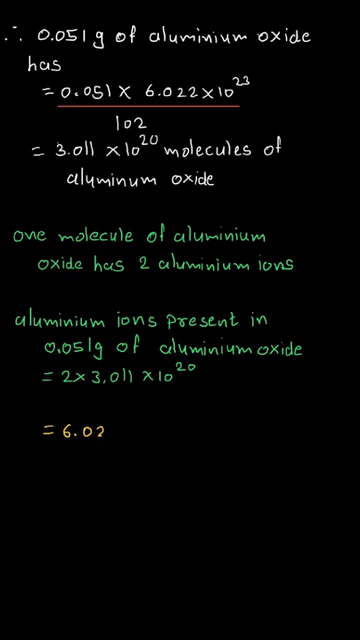 ∴ 0.051 g of aluminium oxide
has
= 0.051 × 6.022 × 10²³
102
= 3.011 × 10²⁰ molecules of
aluminum oxide
one molecule of aluminium
oxide has 2 aluminium ions
aluminium ions present in
0.051g of aluminium oxide
= 2 × 3.011 × 10²⁰
= 6.02